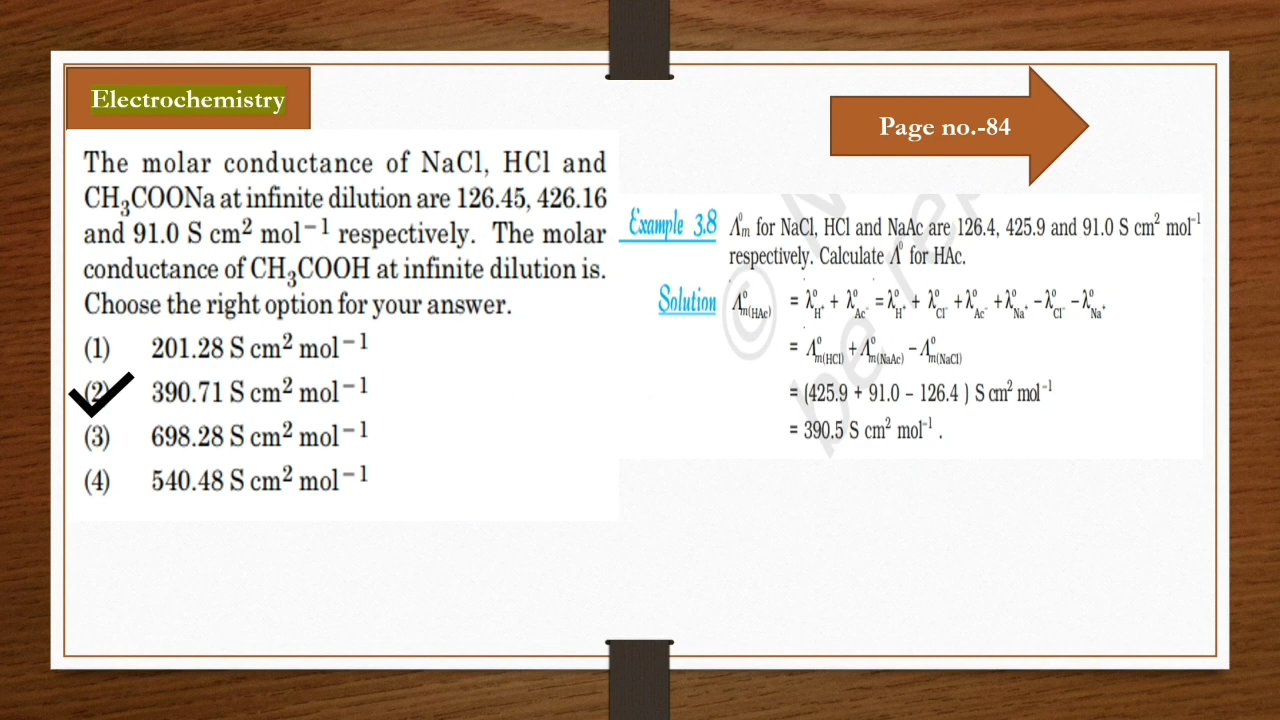 Electrochemistry
Page no.-84
The molar conductance of NaCl, HCl and
CH₃COONa at infinite dilution are 126.45, 426.16
and 91.0 S cm² mol⁻¹ respectively. The molar
conductance of CH₃COOH at infinite dilution is.
Choose the right option for your answer.
(1) 201.28 S cm² mol⁻¹
(2) 390.71 S cm² mol⁻¹
(3) 698.28 S cm² mol⁻¹
(4) 540.48 S cm² mol⁻¹
Example 3.8 Λ°m for NaCl, HCl and NaAc are 126.4, 425.9 and 91.0 S cm² mol⁻¹
respectively. Calculate Λ° for HAc.
Solution Λ°m(HAc) = λ°H⁺ + λ°Ac⁻ = λ°H⁺ + λ°Cl⁻ + λ°Ac⁻ + λ°Na⁺ − λ°Cl⁻ − λ°Na⁺
= Λ°m(HCl) + Λ°m(NaAc) − Λ°m(NaCl)
= (425.9 + 91.0 − 126.4 ) S cm² mol⁻¹
= 390.5 S cm² mol⁻¹ .